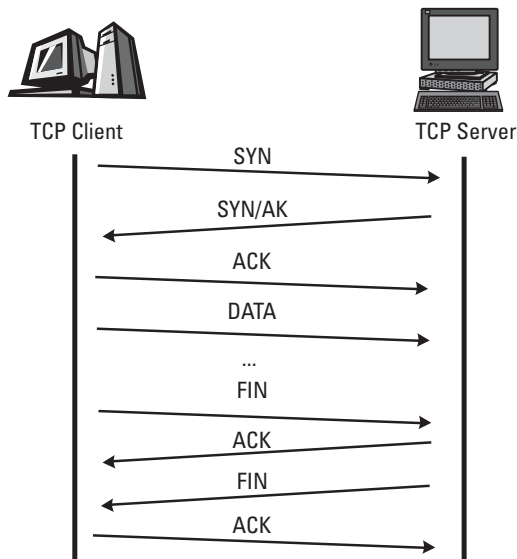 TCP Client
TCP Server
SYN
SYN/AK
ACK
DATA
...
FIN
ACK
FIN
ACK